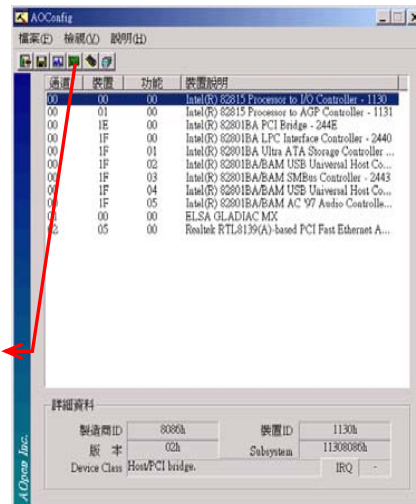 AOConfig
檔案(F) 檢視(V) 說明(H)
通道 裝置 功能 裝置說明
00 00 00 Intel(R) 82815 Processor to I/O Controller - 1130
00 01 00 Intel(R) 82815 Processor to AGP Controller - 1131
00 1E 00 Intel(R) 82801BA PCI Bridge - 244E
00 1F 00 Intel(R) 82801BA LPC Interface Controller - 2440
00 1F 01 Intel(R) 82801BA Ultra ATA Storage Controller ...
00 1F 02 Intel(R) 82801BA/BAM USB Universal Host Co...
00 1F 03 Intel(R) 82801BA/BAM SMBus Controller - 2443
00 1F 04 Intel(R) 82801BA/BAM USB Universal Host Co...
00 1F 05 Intel(R) 82801BA/BAM AC '97 Audio Controlle...
01 00 00 ELSA GLADIAC MX
02 05 00 Realtek RTL8139(A)-based PCI Fast Ethernet A...
詳細資料
製造商ID 8086h 裝置ID 1130h
版 本 02h Subsystem 11308086h
Device Class Host/PCI bridge. IRQ -
AOpen Inc.